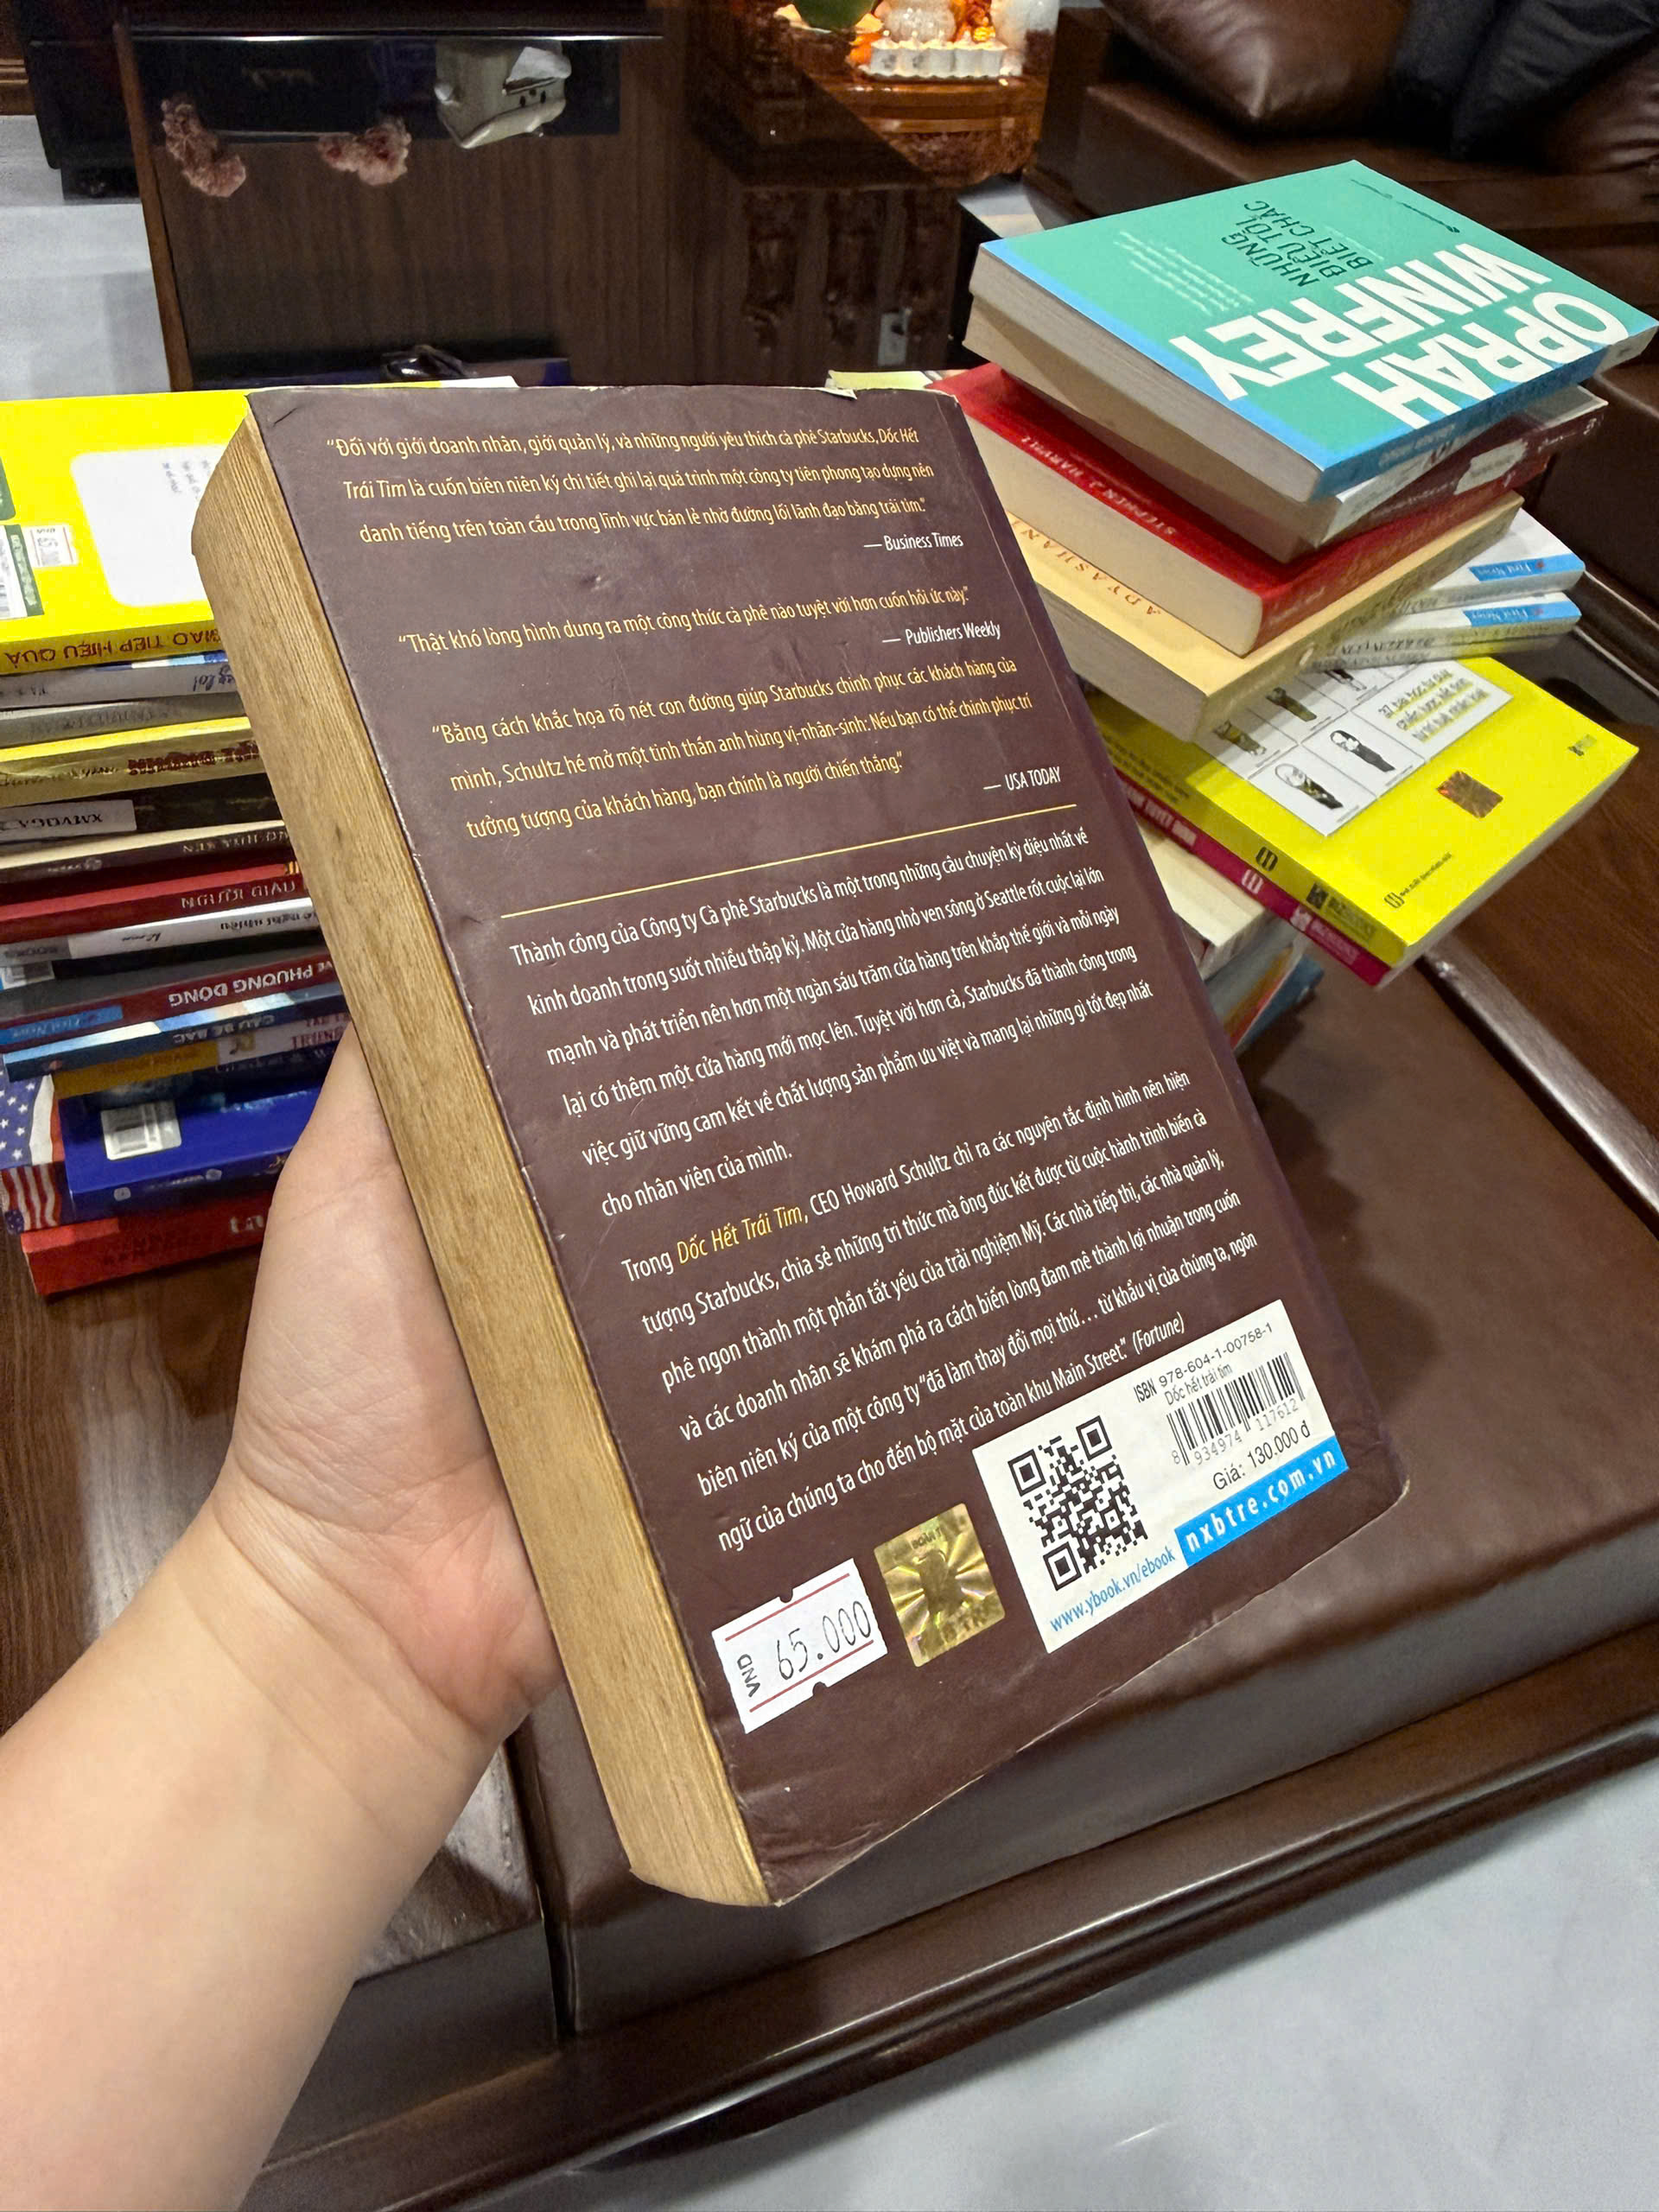 “Đối với giới doanh nhân, giới quản lý, và những người yêu thích cà phê Starbucks, Dốc Hết
Trái Tim là cuốn biên niên ký chi tiết ghi lại quá trình một công ty tiên phong tạo dựng nên
danh tiếng trên toàn cầu trong lĩnh vực bán lẻ nhờ đường lối lãnh đạo bằng trái tim.”
— Business Times
“Thật khó lòng hình dung ra một công thức cà phê nào tuyệt vời hơn cuốn hồi ức này.”
— Publishers Weekly
“Bằng cách khắc họa rõ nét con đường giúp Starbucks chinh phục các khách hàng của
mình, Schultz hé mở một tinh thần anh hùng vị-nhân-sinh: Nếu bạn có thể chinh phục trí
tưởng tượng của khách hàng, bạn chính là người chiến thắng.”
— USA TODAY
Thành công của Công ty Cà phê Starbucks là một trong những câu chuyện kỳ diệu nhất về
kinh doanh trong suốt nhiều thập kỷ. Một cửa hàng nhỏ ven sông ở Seattle rốt cuộc lại lớn
mạnh và phát triển nên hơn một ngàn sáu trăm cửa hàng trên khắp thế giới và mỗi ngày
lại có thêm một cửa hàng mới mọc lên. Tuyệt vời hơn cả, Starbucks đã thành công trong
việc giữ vững cam kết về chất lượng sản phẩm ưu việt và mang lại những gì tốt đẹp nhất
cho nhân viên của mình.
Trong Dốc Hết Trái Tim, CEO Howard Schultz chỉ ra các nguyên tắc định hình nên hiện
tượng Starbucks, chia sẻ những tri thức mà ông đúc kết được từ cuộc hành trình biến cà
phê ngon thành một phần tất yếu của trải nghiệm Mỹ. Các nhà tiếp thị, các nhà quản lý,
và các doanh nhân sẽ khám phá ra cách biến lòng đam mê thành lợi nhuận trong cuốn
biên niên ký của một công ty “đã làm thay đổi mọi thứ... từ khẩu vị của chúng ta, ngôn
ngữ của chúng ta cho đến bộ mặt của toàn khu Main Street.” (Fortune)
ISBN 978-604-1-00758-1
Dốc hết trái tim
8 934974 117612
Giá: 130.000 đ
nxbtre.com.vn
www.ybook.vn/ebook
VND 65.000
OPRAH
WINFREY
NHỮNG
ĐIỀU TÔI
BIẾT CHẮC
STEPHEN J. HARVILL
ADYASHANTI
First News
First News
GIAO TIẾP HIỆU QUẢ
XMYOGA
PHƯƠNG ĐÔNG